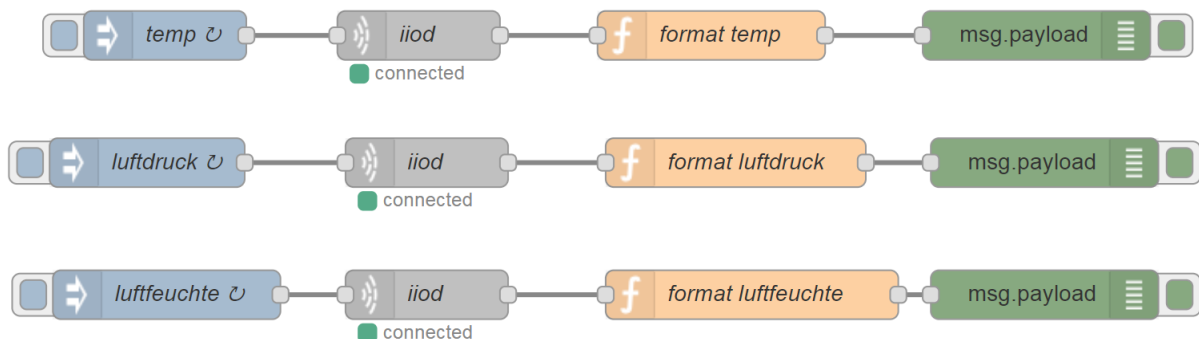 temp ↻ iiod format temp msg.payload
connected
luftdruck ↻ iiod format luftdruck msg.payload
connected
luftfeuchte ↻ iiod format luftfeuchte msg.payload
connected